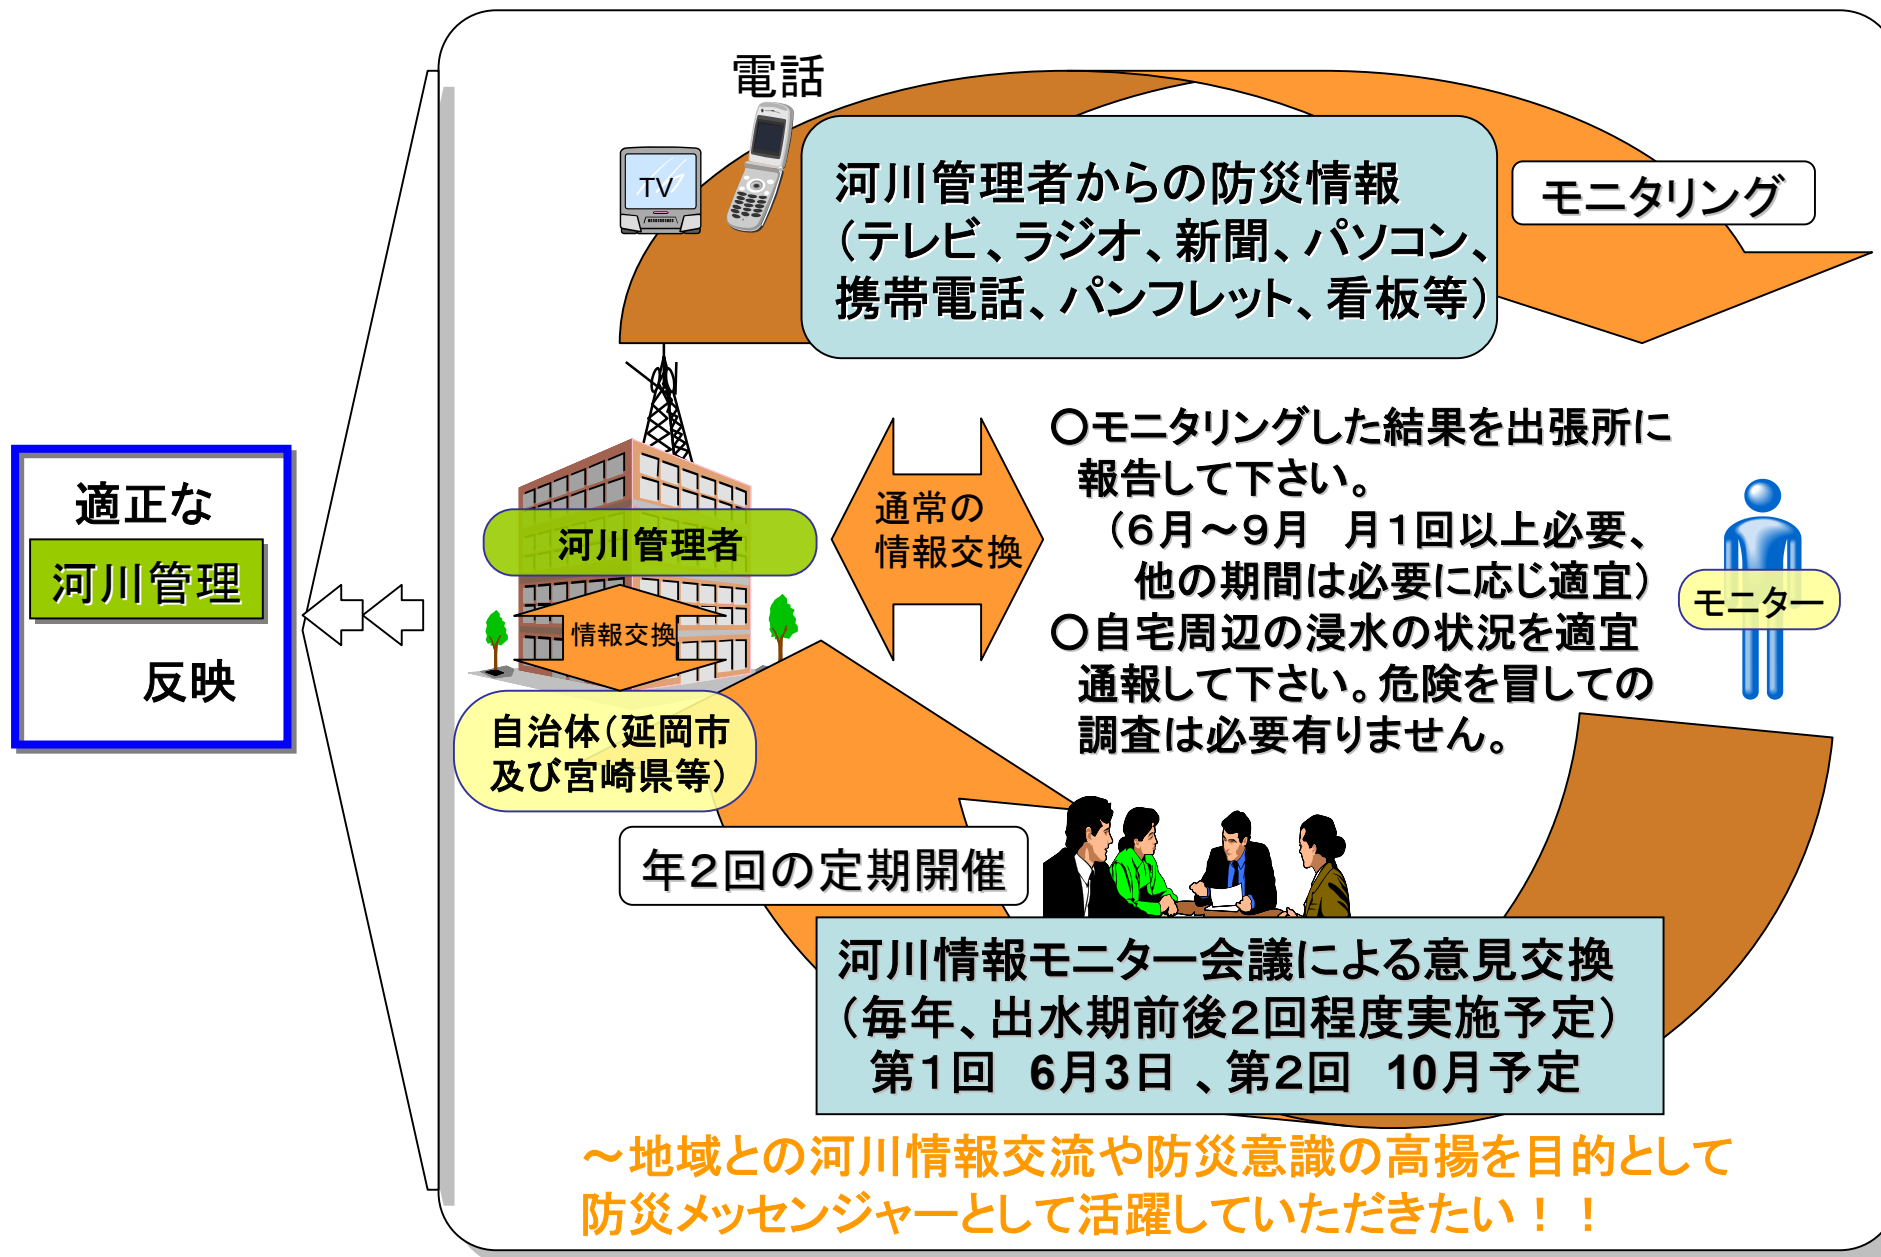 電話
TV
河川管理者からの防災情報
（テレビ、ラジオ、新聞、パソコン、
携帯電話、パンフレット、看板等）
モニタリング
適正な
河川管理
反映
河川管理者
情報交換
自治体（延岡市
及び宮崎県等）
通常の
情報交換
○モニタリングした結果を出張所に
報告して下さい。
（６月～９月　月１回以上必要、
他の期間は必要に応じ適宜）
○自宅周辺の浸水の状況を適宜
通報して下さい。危険を冒しての
調査は必要有りません。
モニター
年２回の定期開催
河川情報モニター会議による意見交換
（毎年、出水期前後２回程度実施予定）
第１回　6月3日 、第２回　10月予定
～地域との河川情報交流や防災意識の高揚を目的として
防災メッセンジャーとして活躍していただきたい！！